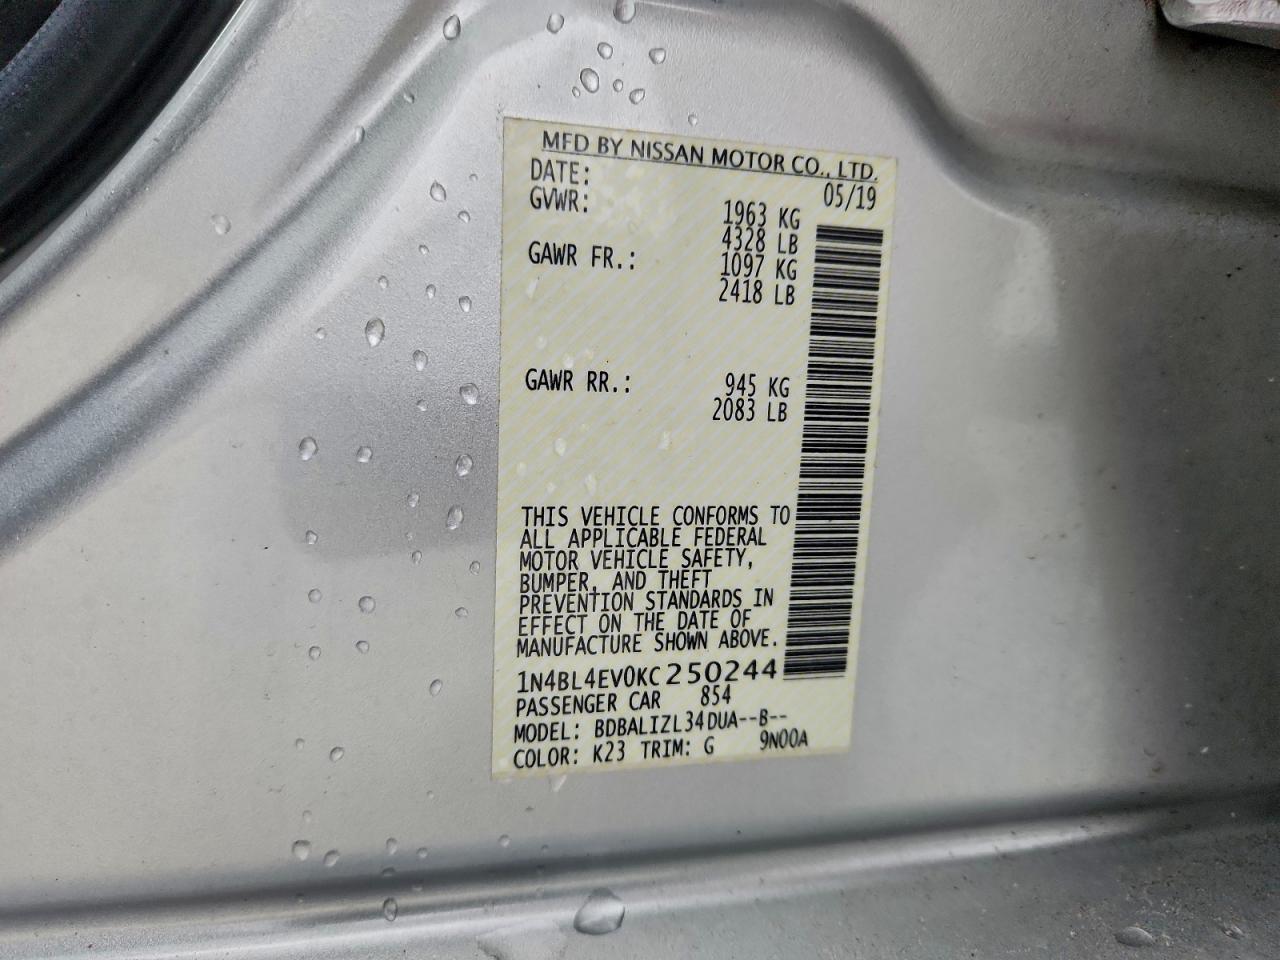 MFD BY NISSAN MOTOR CO., LTD.
DATE: 05/19
GVWR: 1963 KG
4328 LB
GAWR FR.: 1097 KG
2418 LB
GAWR RR.: 945 KG
2083 LB
THIS VEHICLE CONFORMS TO
ALL APPLICABLE FEDERAL
MOTOR VEHICLE SAFETY,
BUMPER, AND THEFT
PREVENTION STANDARDS IN
EFFECT ON THE DATE OF
MANUFACTURE SHOWN ABOVE.
1N4BL4EV0KC250244
PASSENGER CAR 854
MODEL: BDBALIZL34DUA--B--
COLOR: K23 TRIM: G 9N00A